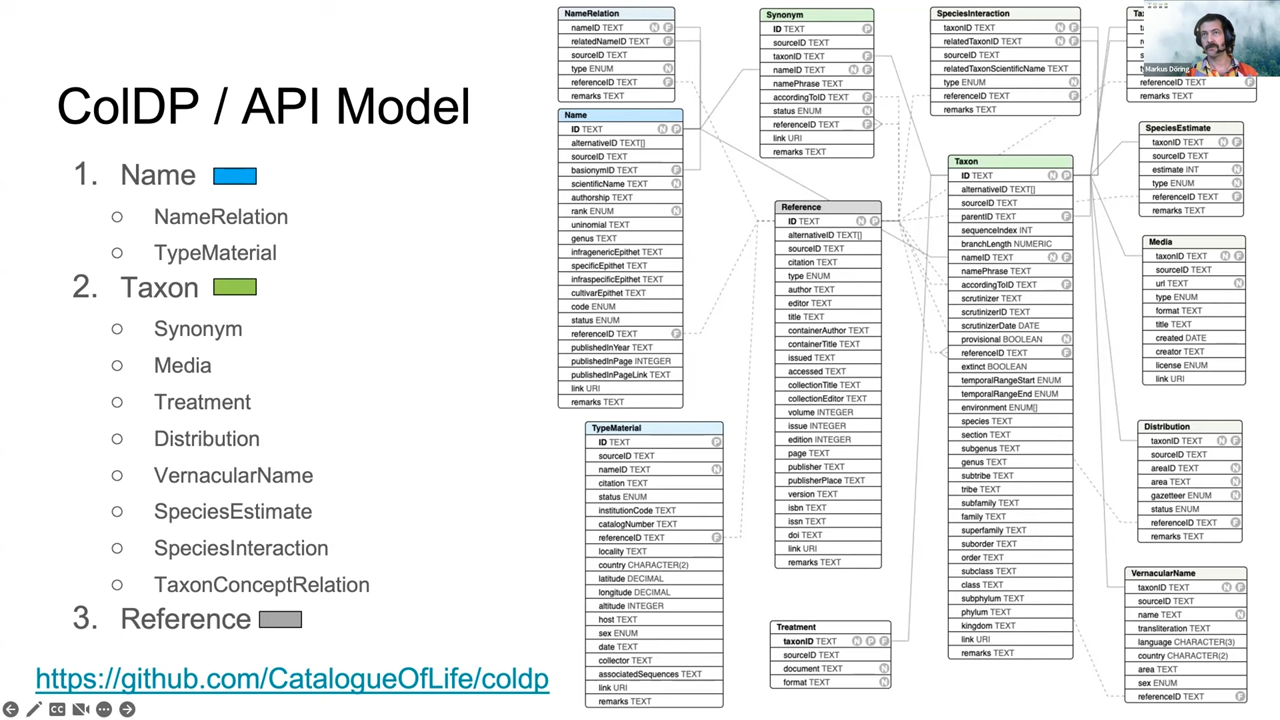 ColDP / API Model
1. Name
NameRelation
TypeMaterial
2. Taxon
Synonym
Media
Treatment
Distribution
VernacularName
SpeciesEstimate
SpeciesInteraction
TaxonConceptRelation
3. Reference
https://github.com/CatalogueOfLife/coldp
NameRelation
nameID TEXT N F
relatedNameID TEXT F
sourceID TEXT
type ENUM N
referenceID TEXT F
remarks TEXT
Name
ID TEXT N P
alternativeID TEXT[]
sourceID TEXT
basionymID TEXT F
scientificName TEXT N
authorship TEXT
rank ENUM N
uninomial TEXT
genus TEXT
infragenericEpithet TEXT
specificEpithet TEXT
infraspecificEpithet TEXT
cultivarEpithet TEXT
code ENUM
status ENUM
referenceID TEXT F
publishedInYear TEXT
publishedInPage INTEGER
publishedInPageLink TEXT
link URI
remarks TEXT
TypeMaterial
ID TEXT P
sourceID TEXT
nameID TEXT N
citation TEXT
status ENUM
institutionCode TEXT
catalogNumber TEXT
referenceID TEXT F
locality TEXT
country CHARACTER(2)
latitude DECIMAL
longitude DECIMAL
altitude INTEGER
host TEXT
sex ENUM
date TEXT
collector TEXT
associatedSequences TEXT
link URI
remarks TEXT
Synonym
ID TEXT P
sourceID TEXT
taxonID TEXT F
nameID TEXT N F
namePhrase TEXT
accordingToID TEXT F
status ENUM N
referenceID TEXT F
link URI
remarks TEXT
Reference
ID TEXT N P
alternativeID TEXT[]
sourceID TEXT
citation TEXT
type ENUM
author TEXT
editor TEXT
title TEXT
containerAuthor TEXT
containerTitle TEXT
issued TEXT
accessed TEXT
collectionTitle TEXT
collectionEditor TEXT
volume INTEGER
issue INTEGER
edition INTEGER
page TEXT
publisher TEXT
publisherPlace TEXT
version TEXT
isbn TEXT
issn TEXT
doi TEXT
link URI
remarks TEXT
Treatment
taxonID TEXT N P F
sourceID TEXT
document TEXT N
format TEXT N
SpeciesInteraction
taxonID TEXT N F
relatedTaxonID TEXT N F
sourceID TEXT
relatedTaxonScientificName TEXT
type ENUM N
referenceID TEXT F
remarks TEXT
Taxon
ID TEXT N P
alternativeID TEXT[]
sourceID TEXT
parentID TEXT F
sequenceIndex INT
branchLength NUMERIC
nameID TEXT N F
namePhrase TEXT
accordingToID TEXT F
scrutinizer TEXT
scrutinizerID TEXT
scrutinizerDate DATE
provisional BOOLEAN N
referenceID TEXT F
extinct BOOLEAN
temporalRangeStart ENUM
temporalRangeEnd ENUM
environment ENUM[]
species TEXT
section TEXT
subgenus TEXT
genus TEXT
subtribe TEXT
tribe TEXT
subfamily TEXT
family TEXT
superfamily TEXT
suborder TEXT
order TEXT
subclass TEXT
class TEXT
subphylum TEXT
phylum TEXT
kingdom TEXT
link URI
remarks TEXT
Markus Döring
referenceID TEXT F
remarks TEXT
SpeciesEstimate
taxonID TEXT N F
sourceID TEXT
estimate INT N
type ENUM N
referenceID TEXT F
remarks TEXT
Media
taxonID TEXT N F
sourceID TEXT
url TEXT N
type ENUM
format TEXT
title TEXT
created DATE
creator TEXT
license ENUM
link URI
Distribution
taxonID TEXT N F
sourceID TEXT
areaID TEXT N
area TEXT N
gazetteer ENUM N
status ENUM
referenceID TEXT F
remarks TEXT
VernacularName
taxonID TEXT N F
sourceID TEXT
name TEXT N
transliteration TEXT
language CHARACTER(3)
country CHARACTER(2)
area TEXT
sex ENUM
referenceID TEXT F